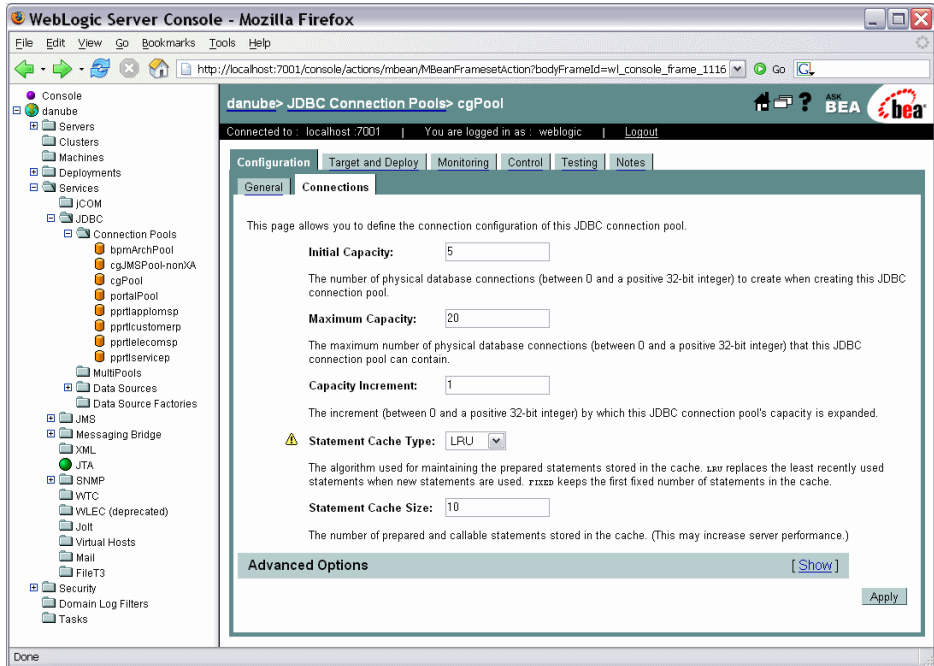 WebLogic Server Console - Mozilla Firefox
File Edit View Go Bookmarks Tools Help
http://localhost:7001/console/actions/mbean/MBeanFramesetAction?bodyFrameId=wl_console_frame_1116
Go
G
Console
danube
Servers
Clusters
Machines
Deployments
Services
jCOM
JDBC
Connection Pools
bpmArchPool
cgJMSPool-nonXA
cgPool
portalPool
pprtlapplomsp
pprtlcustomerp
pprtlelecomsp
pprtlservicep
MultiPools
Data Sources
Data Source Factories
JMS
Messaging Bridge
XML
JTA
SNMP
WTC
WLEC (deprecated)
Jolt
Virtual Hosts
Mail
FileT3
Security
Domain Log Filters
Tasks
danube> JDBC Connection Pools> cgPool
? ASK BEA bea
Connected to : localhost :7001 | You are logged in as : weblogic | Logout
Configuration Target and Deploy Monitoring Control Testing Notes
General Connections
This page allows you to define the connection configuration of this JDBC connection pool.
Initial Capacity: 5
The number of physical database connections (between 0 and a positive 32-bit integer) to create when creating this JDBC
connection pool.
Maximum Capacity: 20
The maximum number of physical database connections (between 0 and a positive 32-bit integer) that this JDBC
connection pool can contain.
Capacity Increment: 1
The increment (between 0 and a positive 32-bit integer) by which this JDBC connection pool's capacity is expanded.
Statement Cache Type: LRU
The algorithm used for maintaining the prepared statements stored in the cache. LRU replaces the least recently used
statements when new statements are used. FIXED keeps the first fixed number of statements in the cache.
Statement Cache Size: 10
The number of prepared and callable statements stored in the cache. (This may increase server performance.)
Advanced Options [ Show ]
Apply
Done